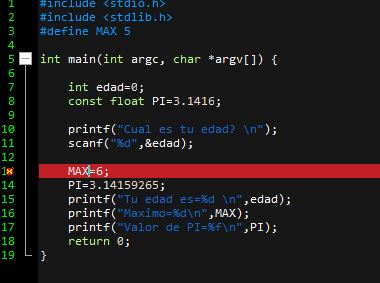 1 #include <stdio.h>
2 #include <stdlib.h>
3 #define MAX 5
4
5 int main(int argc, char *argv[]) {
6
7 int edad=0;
8 const float PI=3.1416;
9
10 printf("Cual es tu edad? \n");
11 scanf("%d",&edad);
12
13 MAX=6;
14 PI=3.14159265;
15 printf("Tu edad es=%d \n",edad);
16 printf("Maximo=%d\n",MAX);
17 printf("Valor de PI=%f\n",PI);
18 return 0;
19 }